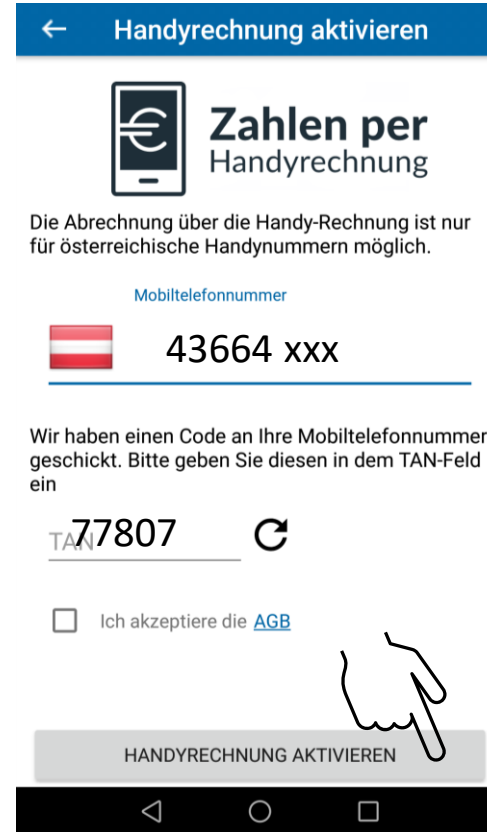 Handyrechnung aktivieren
€
Zahlen per
Handyrechnung
Die Abrechnung über die Handy-Rechnung ist nur
für österreichische Handynummern möglich.
Mobiltelefonnummer
43664 xxx
Wir haben einen Code an Ihre Mobiltelefonnummer
geschickt. Bitte geben Sie diesen in dem TAN-Feld
ein
TAN 77807
Ich akzeptiere die AGB
HANDYRECHNUNG AKTIVIEREN